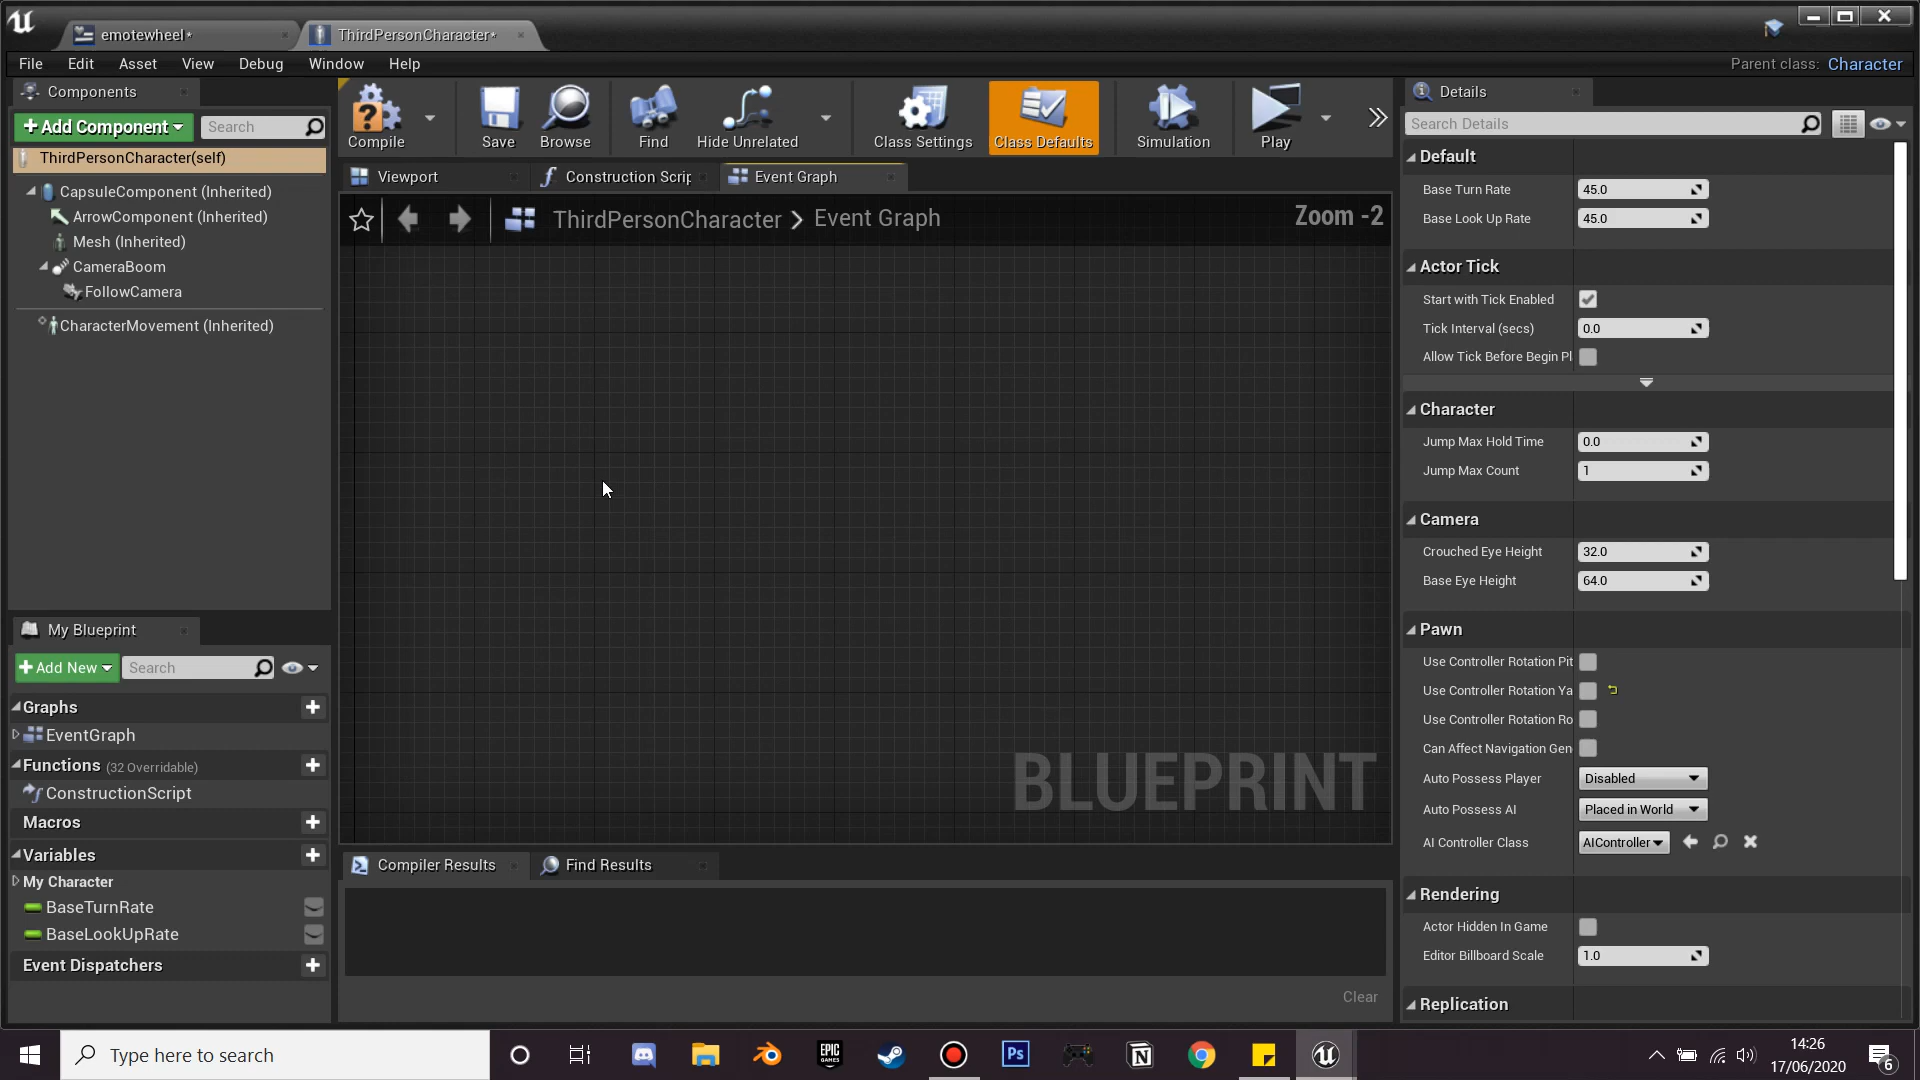 emotewheel*
ThirdPersonCharacter*
File Edit Asset View Debug Window Help
Parent class: Character
Components
+Add Component
Search
ThirdPersonCharacter(self)
CapsuleComponent (Inherited)
ArrowComponent (Inherited)
Mesh (Inherited)
CameraBoom
FollowCamera
CharacterMovement (Inherited)
My Blueprint
+Add New
Search
Graphs
EventGraph
Functions (32 Overridable)
ConstructionScript
Macros
Variables
My Character
BaseTurnRate
BaseLookUpRate
Event Dispatchers
Compile
Save
Browse
Find
Hide Unrelated
Class Settings
Class Defaults
Simulation
Play
Viewport
Construction Scrip
Event Graph
ThirdPersonCharacter > Event Graph
Zoom -2
BLUEPRINT
Compiler Results
Find Results
Clear
Details
Search Details
Default
Base Turn Rate 45.0
Base Look Up Rate 45.0
Actor Tick
Start with Tick Enabled
Tick Interval (secs) 0.0
Allow Tick Before Begin Pl
Character
Jump Max Hold Time 0.0
Jump Max Count 1
Camera
Crouched Eye Height 32.0
Base Eye Height 64.0
Pawn
Use Controller Rotation Pit
Use Controller Rotation Ya
Use Controller Rotation Ro
Can Affect Navigation Gen
Auto Possess Player Disabled
Auto Possess AI Placed in World
AI Controller Class AIController
Rendering
Actor Hidden In Game
Editor Billboard Scale 1.0
Replication
Type here to search
EPIC GAMES
Ps
N
14:26
17/06/2020
6